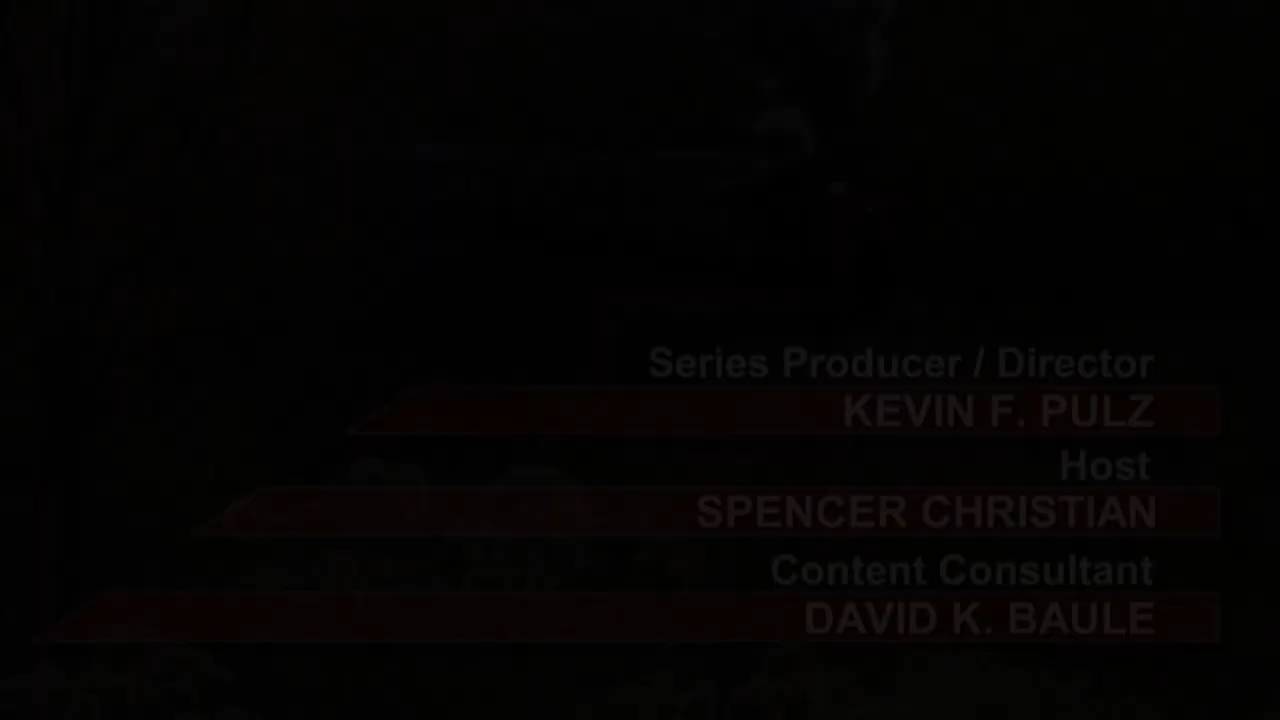 Series Producer / Director
KEVIN F. PULZ
Host
SPENCER CHRISTIAN
Content Consultant
DAVID K. BAULE